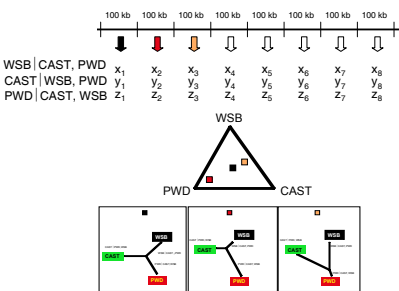 100 kb 100 kb 100 kb 100 kb 100 kb 100 kb 100 kb 100 kb
WSB|CAST, PWD x1 x2 x3 x4 x5 x6 x7 x8
CAST|WSB, PWD y1 y2 y3 y4 y5 y6 y7 y8
PWD|CAST, WSB z1 z2 z3 z4 z5 z6 z7 z8
WSB
PWD CAST
WSB WSB WSB
CAST CAST CAST
PWD PWD PWD